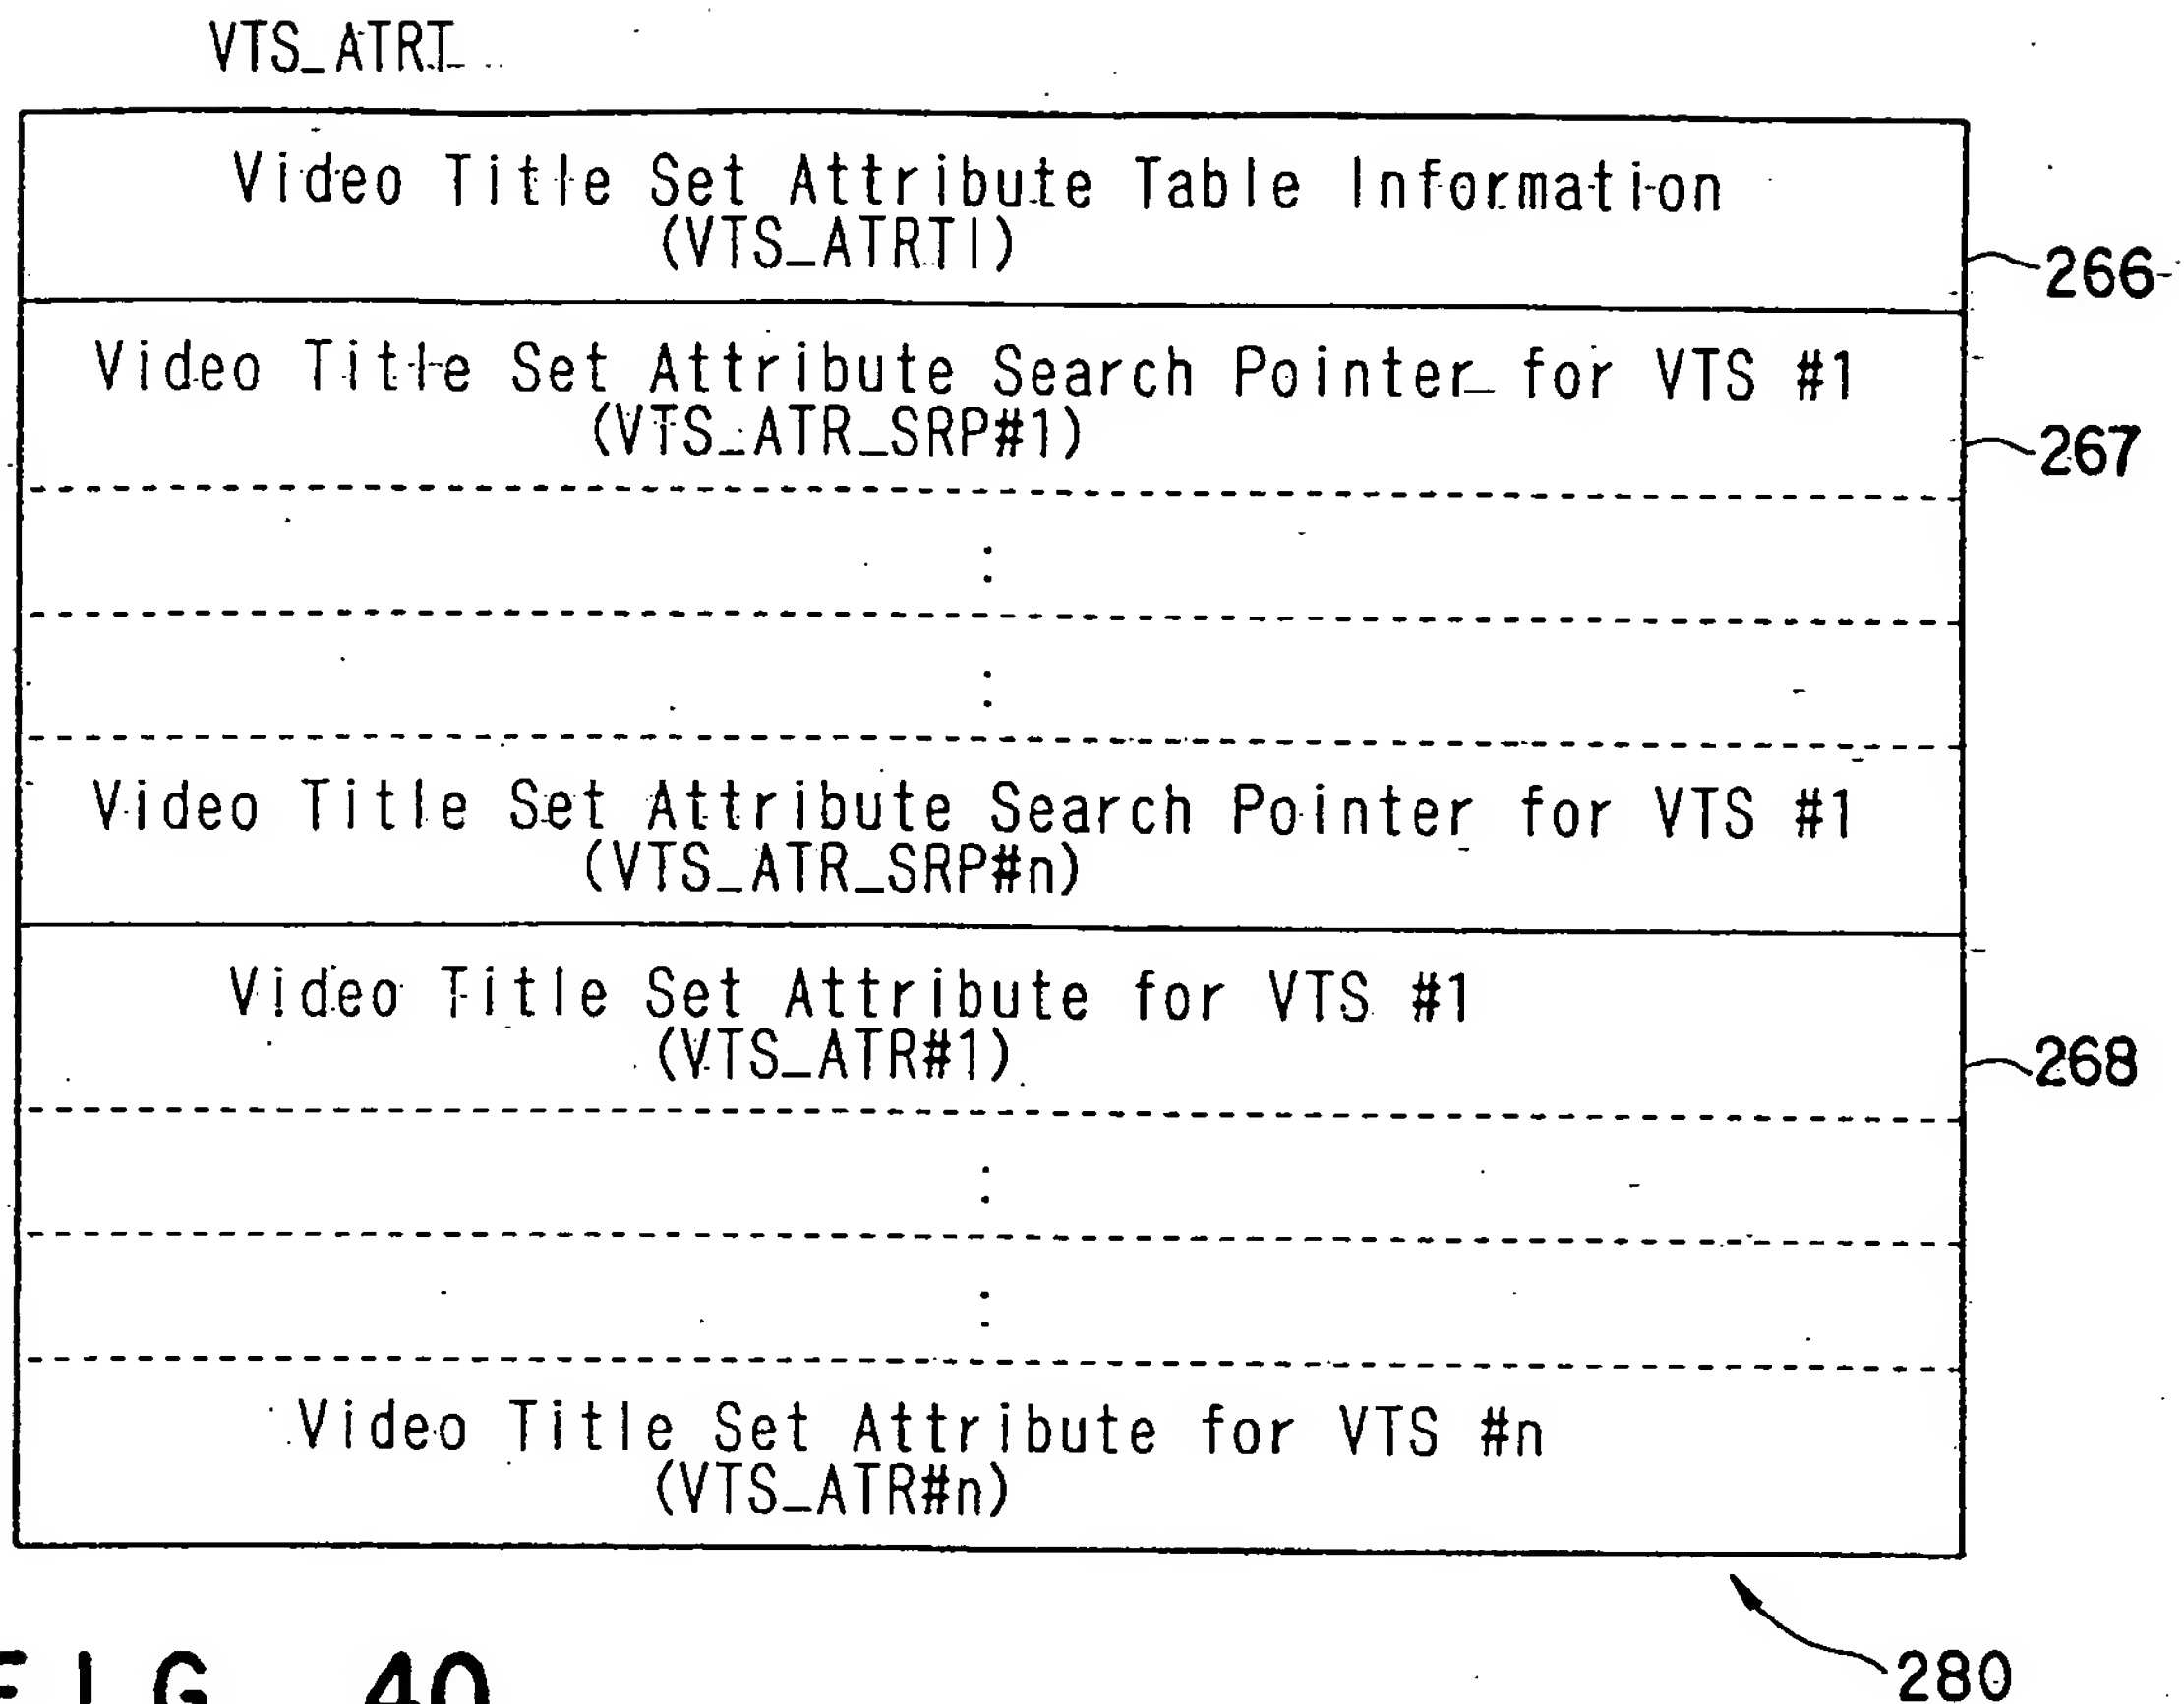 VTS_ATRT
Video Title Set Attribute Table Information
(VTS_ATRTI)
266
Video Title Set Attribute Search Pointer for VTS #1
(VTS_ATR_SRP#1)
267
Video Title Set Attribute Search Pointer for VTS #1
(VTS_ATR_SRP#n)
Video Title Set Attribute for VTS #1
(VTS_ATR#1)
268
Video Title Set Attribute for VTS #n
(VTS_ATR#n)
280
FIG. 40